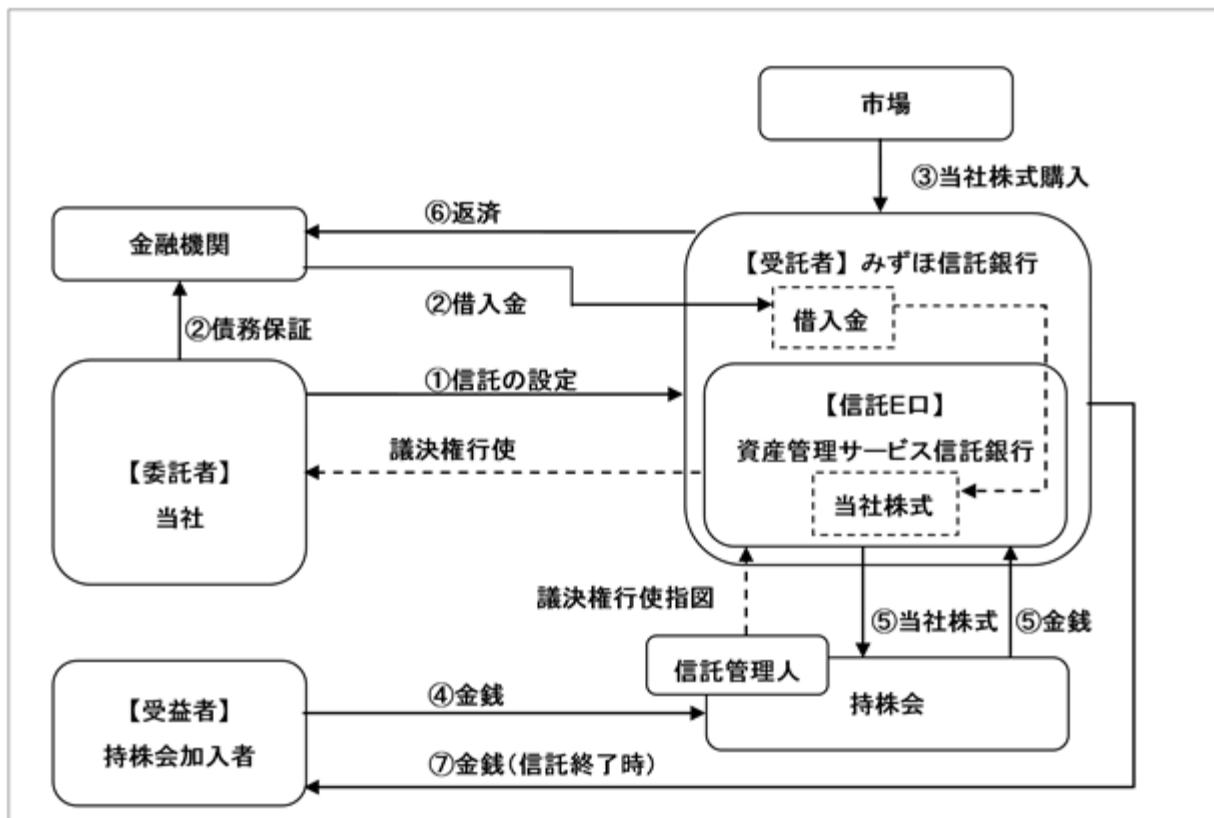 市場
③当社株式購入
⑥返済
金融機関
【受託者】みずほ信託銀行
②借入金
借入金
②債務保証
①信託の設定
【信託E口】
議決権行使
資産管理サービス信託銀行
【委託者】
当社
当社株式
議決権行使指図
⑤当社株式
⑤金銭
信託管理人
持株会
【受益者】
持株会加入者
④金銭
⑦金銭(信託終了時)